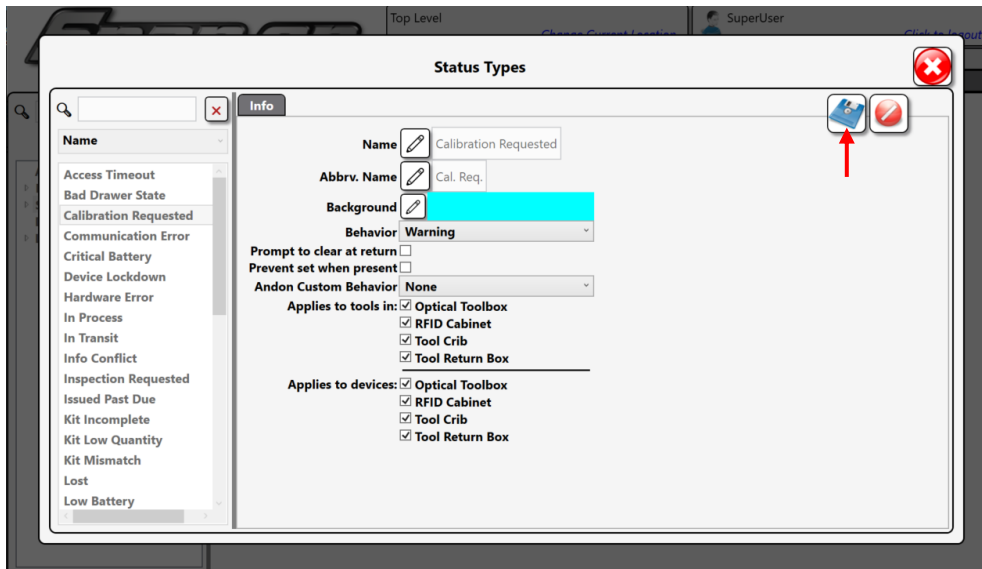 Top Level
SuperUser
Status Types
Info
Name
Name
Calibration Requested
Abbrv. Name
Cal. Req.
Background
Behavior
Warning
Prompt to clear at return
Prevent set when present
Andon Custom Behavior
None
Applies to tools in:
Optical Toolbox
RFID Cabinet
Tool Crib
Tool Return Box
Applies to devices:
Optical Toolbox
RFID Cabinet
Tool Crib
Tool Return Box
Access Timeout
Bad Drawer State
Calibration Requested
Communication Error
Critical Battery
Device Lockdown
Hardware Error
In Process
In Transit
Info Conflict
Inspection Requested
Issued Past Due
Kit Incomplete
Kit Low Quantity
Kit Mismatch
Lost
Low Battery